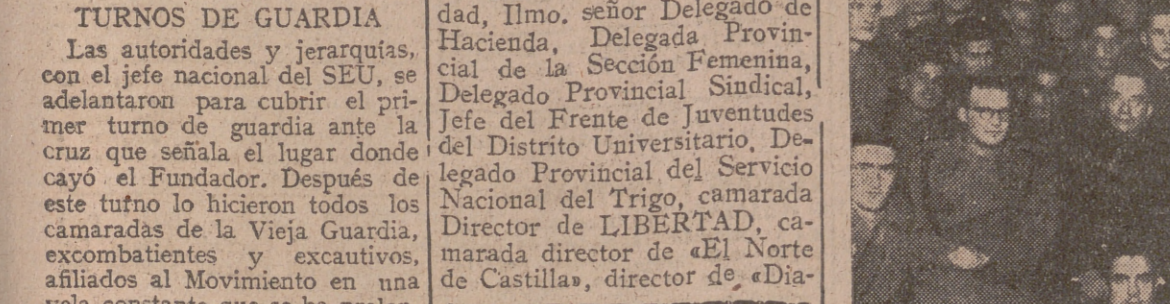 TURNOS DE GUARDIA
Las autoridades y jerarquías,
con el jefe nacional del SEU, se
adelantaron para cubrir el pri-
mer turno de guardia ante la
cruz que señala el lugar donde
cayó el Fundador. Después de
este turno lo hicieron todos los
camaradas de la Vieja Guardia,
excombatientes y excautivos,
afiliados al Movimiento en una
vela constante que se ha
dad, Ilmo. señor Delegado de
Hacienda, Delegada Provin-
cial de la Sección Femenina,
Delegado Provincial Sindical,
Jefe del Frente de Juventudes
del Distrito Universitario, De-
legado Provincial del Servicio
Nacional del Trigo, camarada
Director de LIBERTAD, ca-
marada director de «El Norte
de Castilla», director de «Dia-